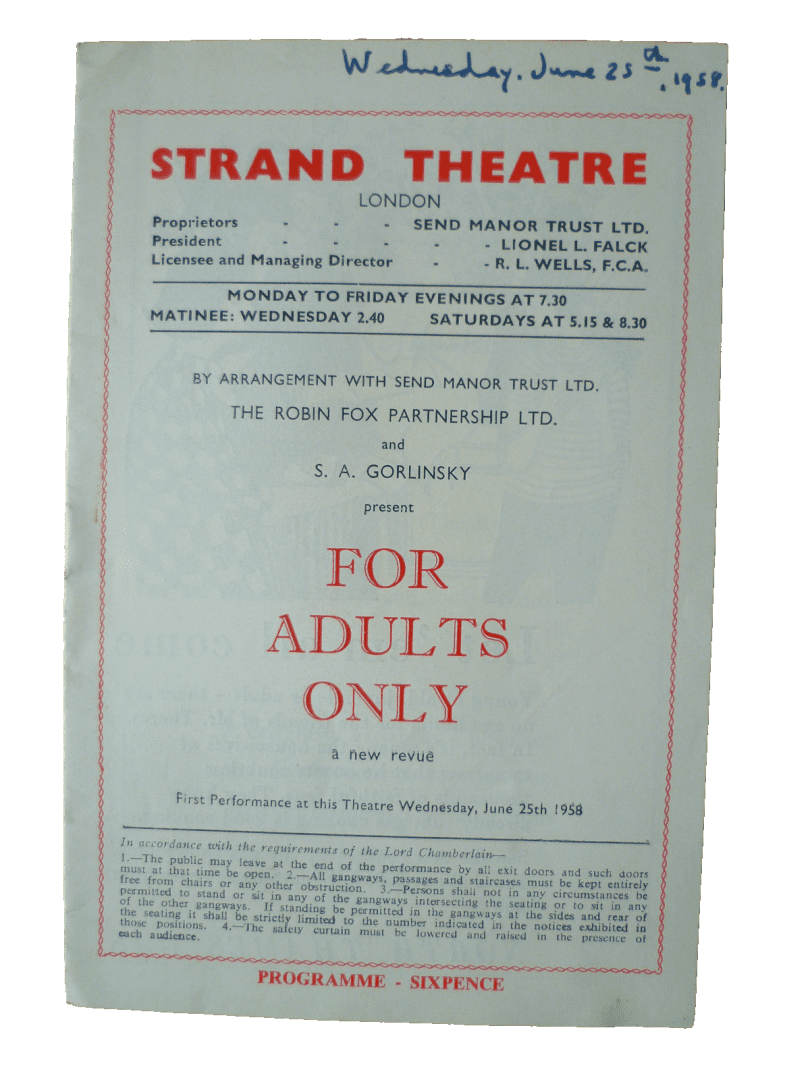 Wednesday, June 25th, 1958.
STRAND THEATRE
LONDON
Proprietors - - - SEND MANOR TRUST LTD.
President - - - - - LIONEL L. FALCK
Licensee and Managing Director - - R. L. WELLS, F.C.A.
MONDAY TO FRIDAY EVENINGS AT 7.30
MATINEE: WEDNESDAY 2.40 SATURDAYS AT 5.15 & 8.30
BY ARRANGEMENT WITH SEND MANOR TRUST LTD.
THE ROBIN FOX PARTNERSHIP LTD.
and
S. A. GORLINSKY
present
FOR
ADULTS
ONLY
a new revue
First Performance at this Theatre Wednesday, June 25th 1958
In accordance with the requirements of the Lord Chamberlain—
1.—The public may leave at the end of the performance by all exit doors and such doors
must at that time be open. 2.—All gangways, passages and staircases must be kept entirely
free from chairs or any other obstruction. 3.—Persons shall not in any circumstances be
permitted to stand or sit in any of the gangways intersecting the seating or to sit in any
of the other gangways. If standing be permitted in the gangways at the sides and rear of
the seating it shall be strictly limited to the number indicated in the notices exhibited in
those positions. 4.—The safety curtain must be lowered and raised in the presence of
each audience.
PROGRAMME - SIXPENCE